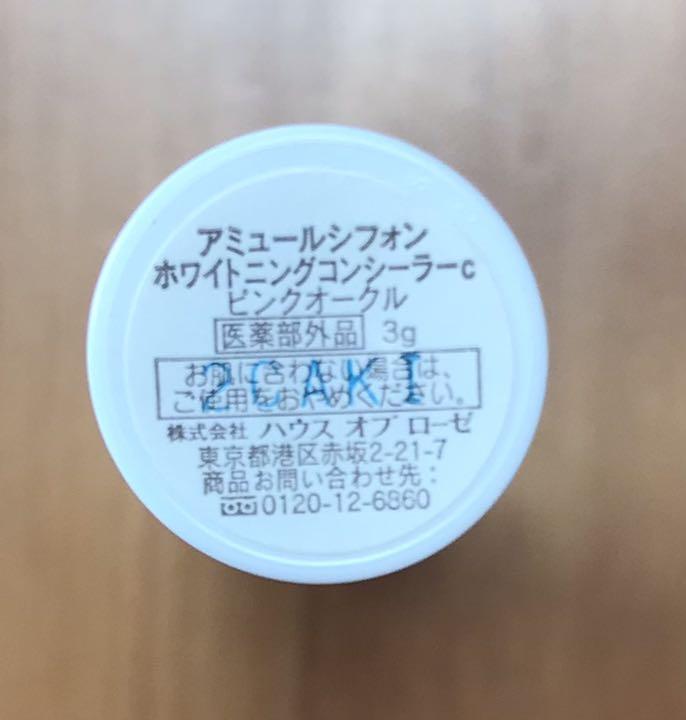 アミュールシフォン
ホワイトニングコンシーラーc
ピンクオークル
医薬部外品 3g
お肌に合わない場合は、
ご使用をおやめください。
2CAKI
株式会社 ハウス オブ ローゼ
東京都港区赤坂2-21-7
商品お問い合わせ先：
0120-12-6860